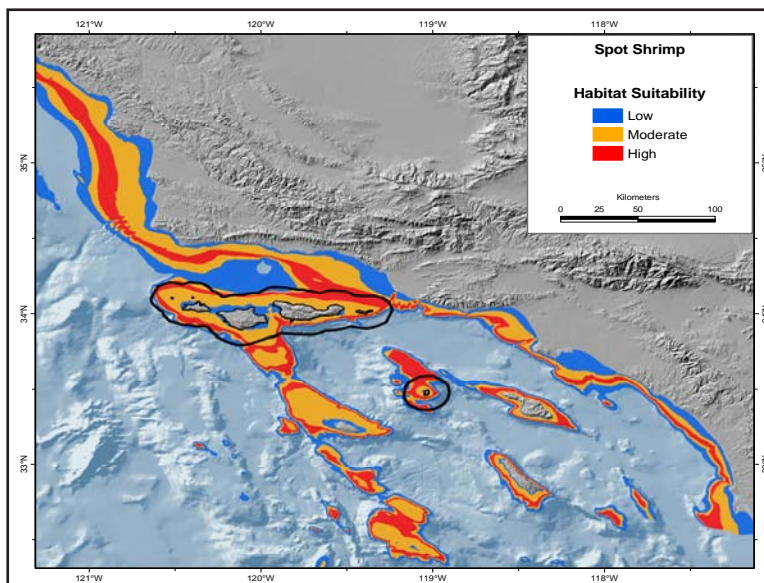 121°W 120°W 119°W 118°W
Spot Shrimp
Habitat Suitability
Low
Moderate
High
Kilometers
0 25 50 100
35°N
34°N
33°N
121°W 120°W 119°W 118°W